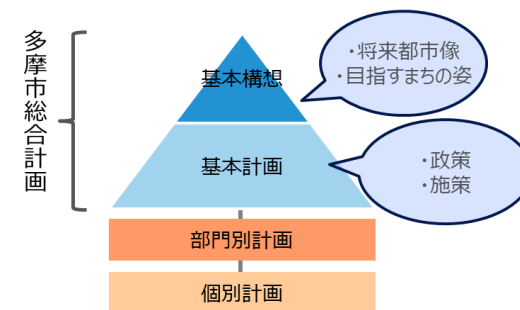 多摩市総合計画
基本構想
・将来都市像
・目指すまちの姿
基本計画
・政策
・施策
部門別計画
個別計画